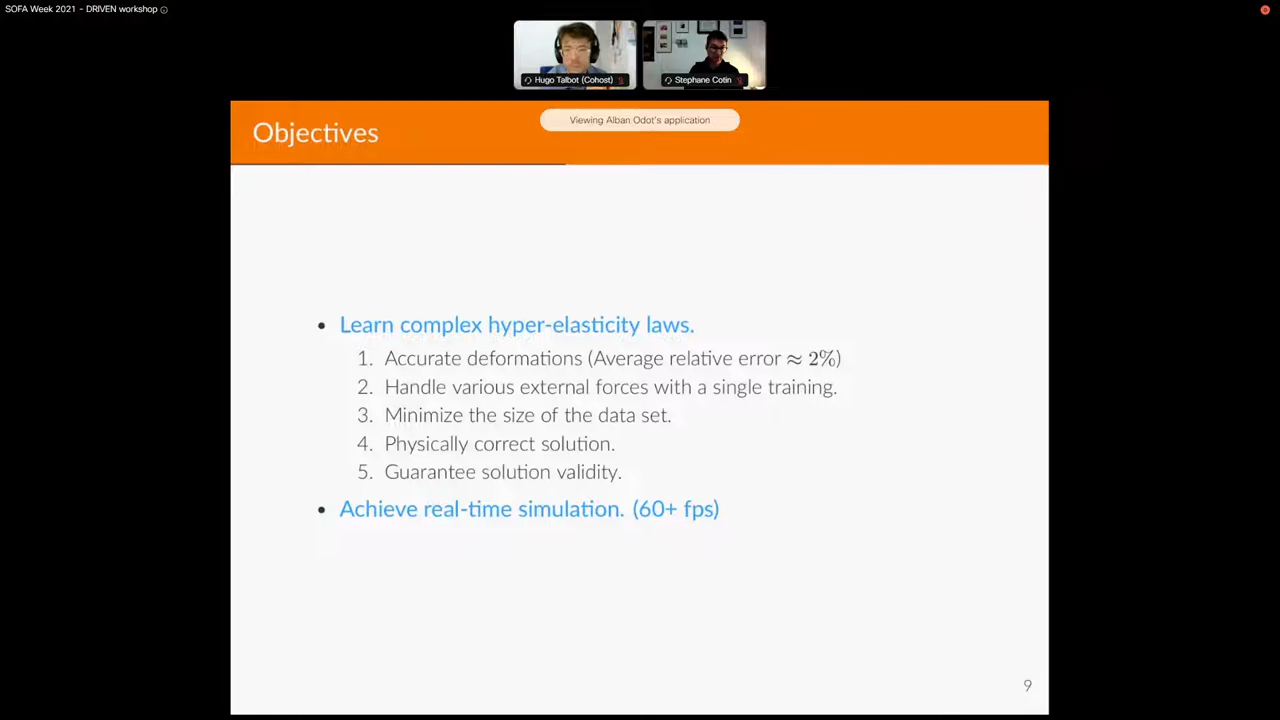 SOFA Week 2021 - DRIVEN workshop
Hugo Talbot (Cohost)
Stephane Cotin
Viewing Alban Odot's application
Objectives
• Learn complex hyper-elasticity laws.
1. Accurate deformations (Average relative error ≈ 2%)
2. Handle various external forces with a single training.
3. Minimize the size of the data set.
4. Physically correct solution.
5. Guarantee solution validity.
• Achieve real-time simulation. (60+ fps)
9